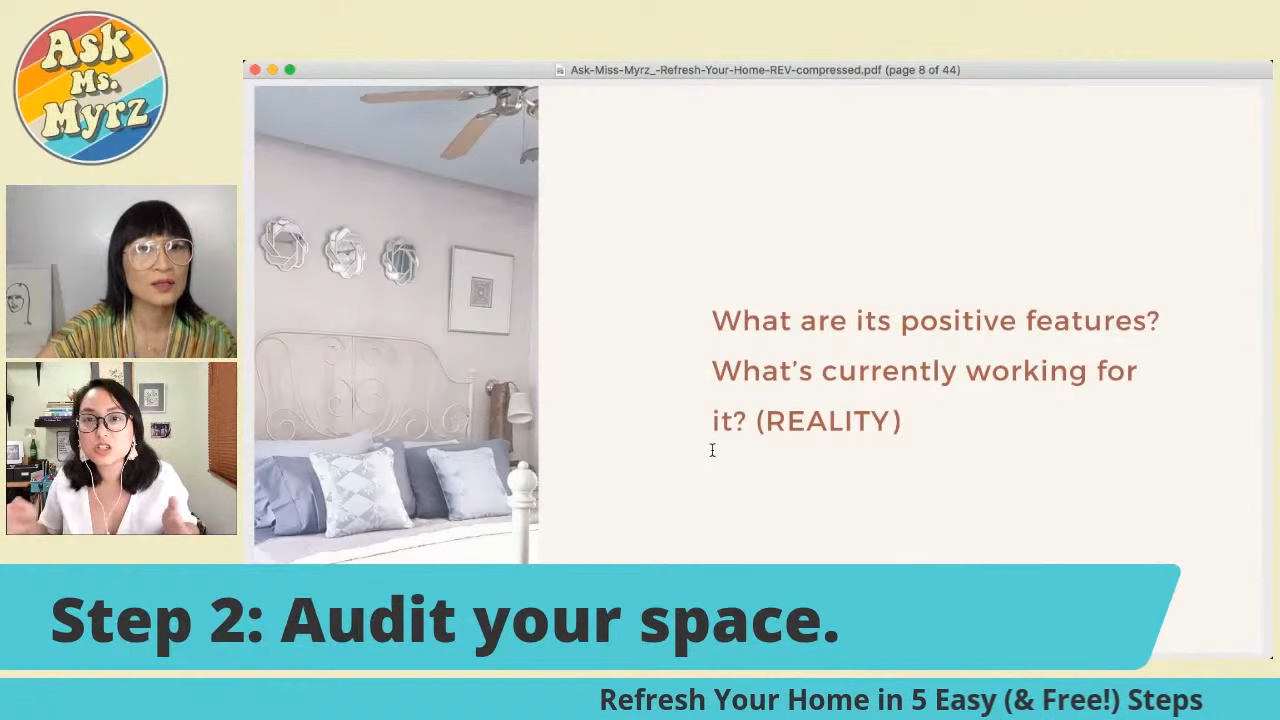 Ask
Ms.
Myrz
Ask-Miss-Myrz_-Refresh-Your-Home-REV-compressed.pdf (page 8 of 44)
What are its positive features?
What's currently working for
it? (REALITY)
Step 2: Audit your space.
Refresh Your Home in 5 Easy (& Free!) Steps